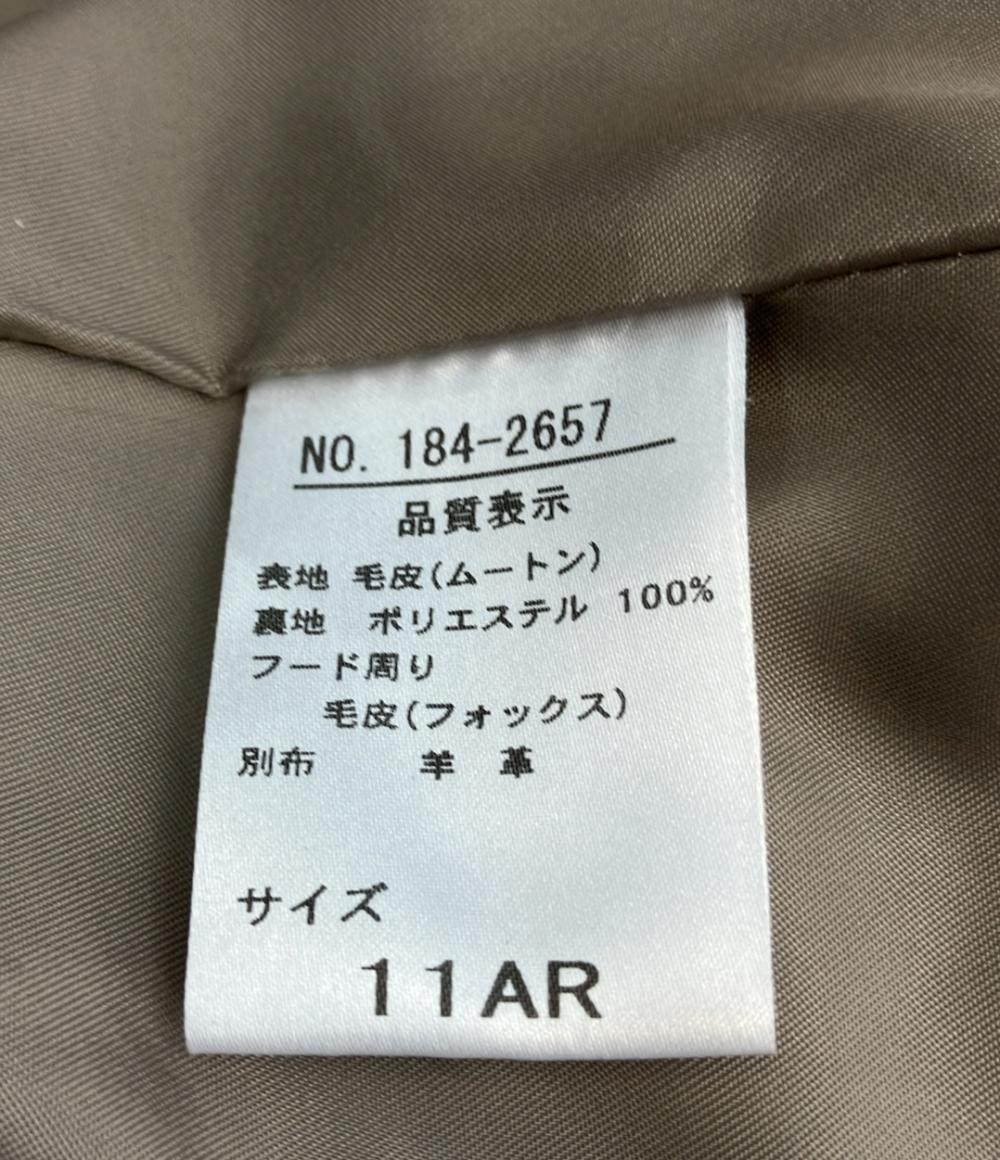 NO. 184-2657
品質表示
表地 毛皮(ムートン)
裏地 ポリエステル 100%
フード周り
毛皮(フォックス)
別布 羊 革
サイズ
11AR